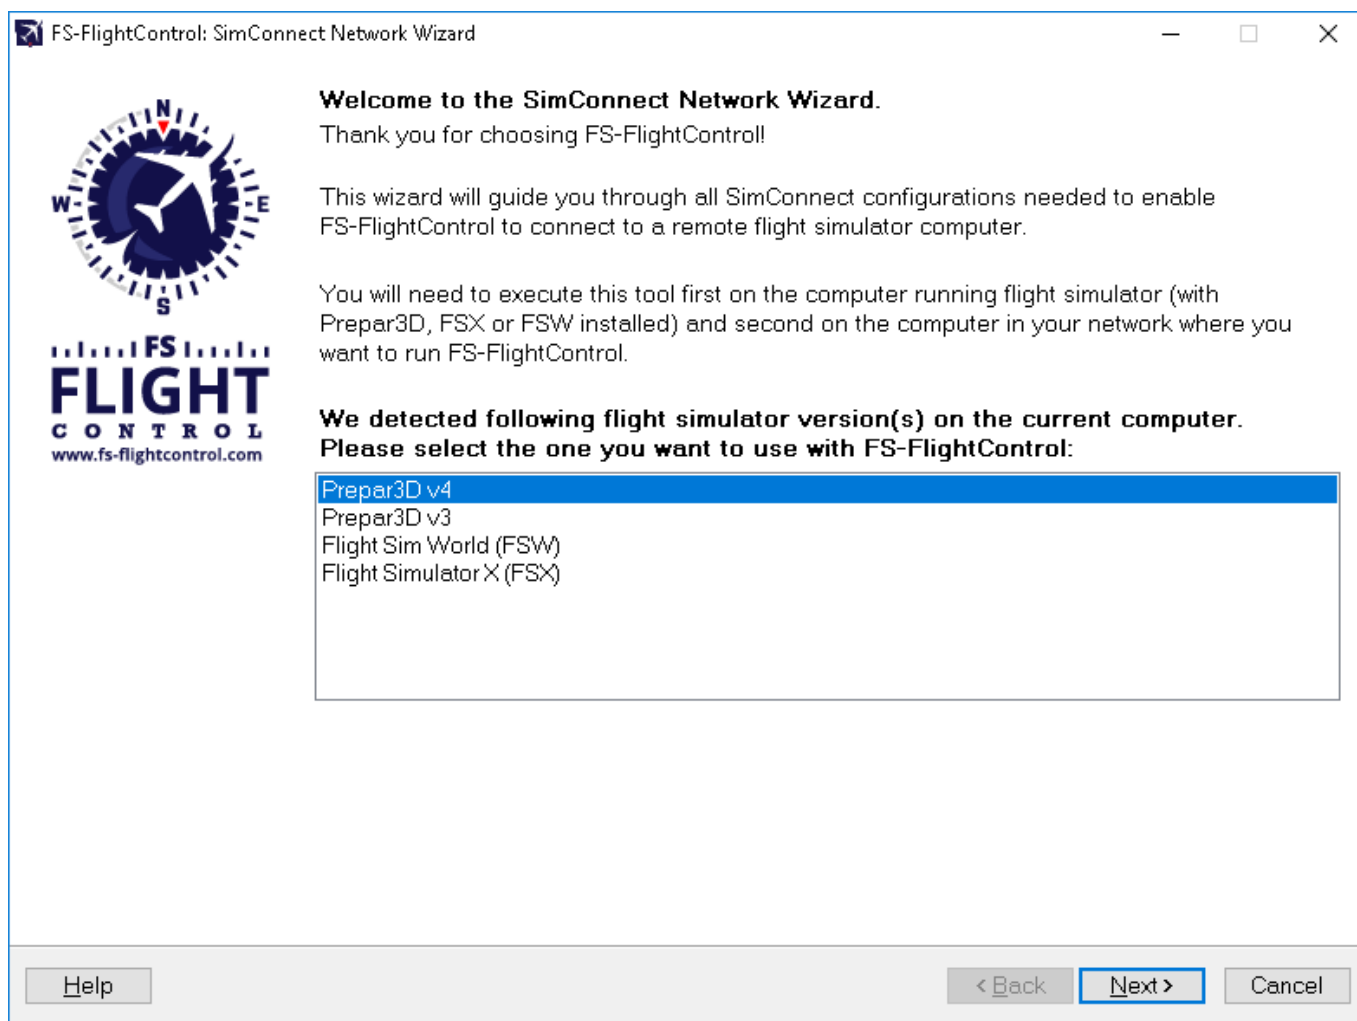 FS-FlightControl: SimConnect Network Wizard
N
W
E
S
FS
FLIGHT
CONTROL
www.fs-flightcontrol.com
Welcome to the SimConnect Network Wizard.
Thank you for choosing FS-FlightControl!
This wizard will guide you through all SimConnect configurations needed to enable
FS-FlightControl to connect to a remote flight simulator computer.
You will need to execute this tool first on the computer running flight simulator (with
Prepar3D, FSX or FSW installed) and second on the computer in your network where you
want to run FS-FlightControl.
We detected following flight simulator version(s) on the current computer.
Please select the one you want to use with FS-FlightControl:
Prepar3D v4
Prepar3D v3
Flight Sim World (FSW)
Flight Simulator X (FSX)
Help
< Back
Next >
Cancel